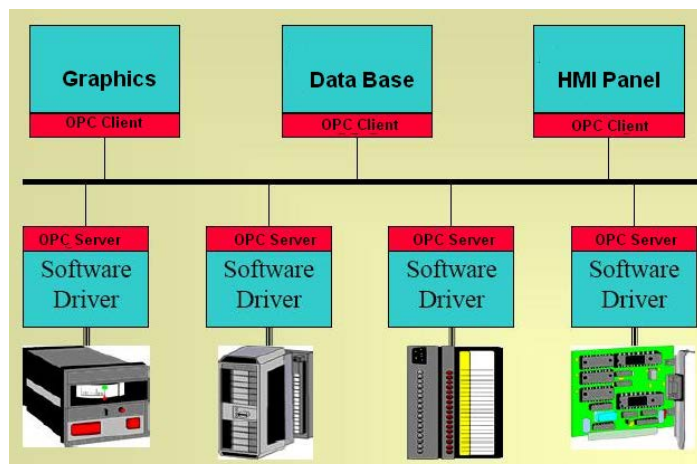 Graphics
Data Base
HMI Panel
OPC Client
OPC Client
OPC Client
OPC Server
OPC Server
OPC Server
OPC Server
Software
Driver
Software
Driver
Software
Driver
Software
Driver